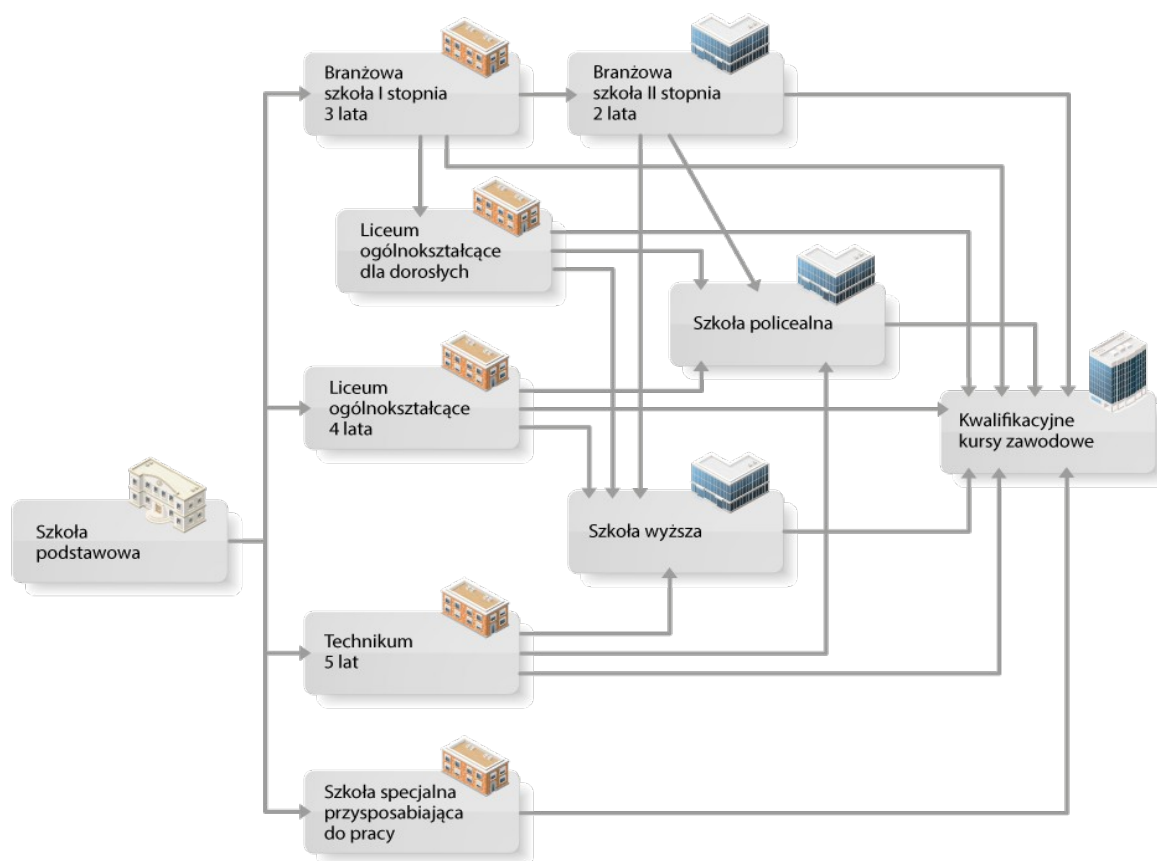 Branżowa
szkoła I stopnia
3 lata
Branżowa
szkoła II stopnia
2 lata
Liceum
ogólnokształcące
dla dorosłych
Szkoła policealna
Liceum
ogólnokształcące
4 lata
Kwalifikacyjne
kursy zawodowe
Szkoła
podstawowa
Szkoła wyższa
Technikum
5 lat
Szkoła specjalna
przysposabiająca
do pracy